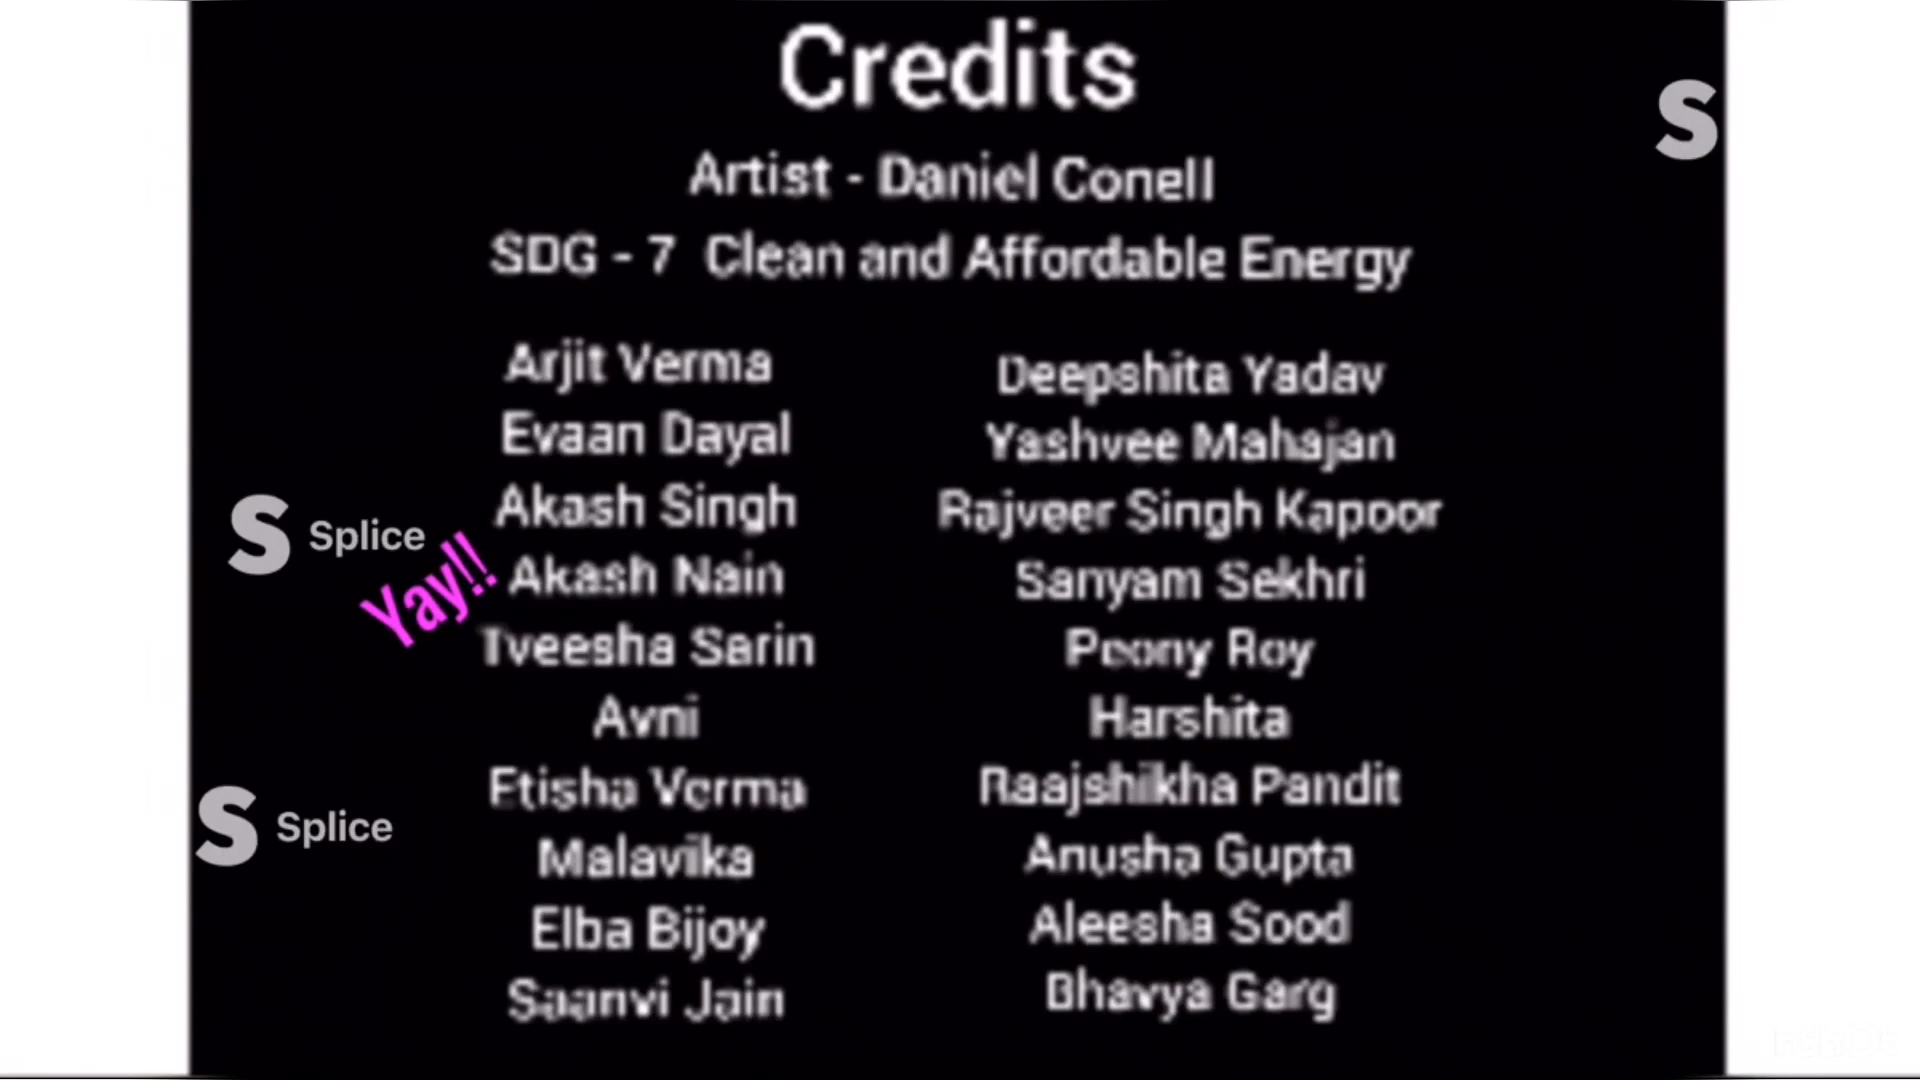 Credits
Artist - Daniel Conell
SDG - 7 Clean and Affordable Energy
Arjit Verma
Evaan Dayal
Akash Singh
Akash Nain
Tveesha Sarin
Avni
Etisha Verma
Malavika
Elba Bijoy
Saanvi Jain
Deepshita Yadav
Yashvee Mahajan
Rajveer Singh Kapoor
Sanyam Sekhri
Peony Roy
Harshita
Raajshikha Pandit
Anusha Gupta
Aleesha Sood
Bhavya Garg
S
S Splice
Yay!!
S Splice